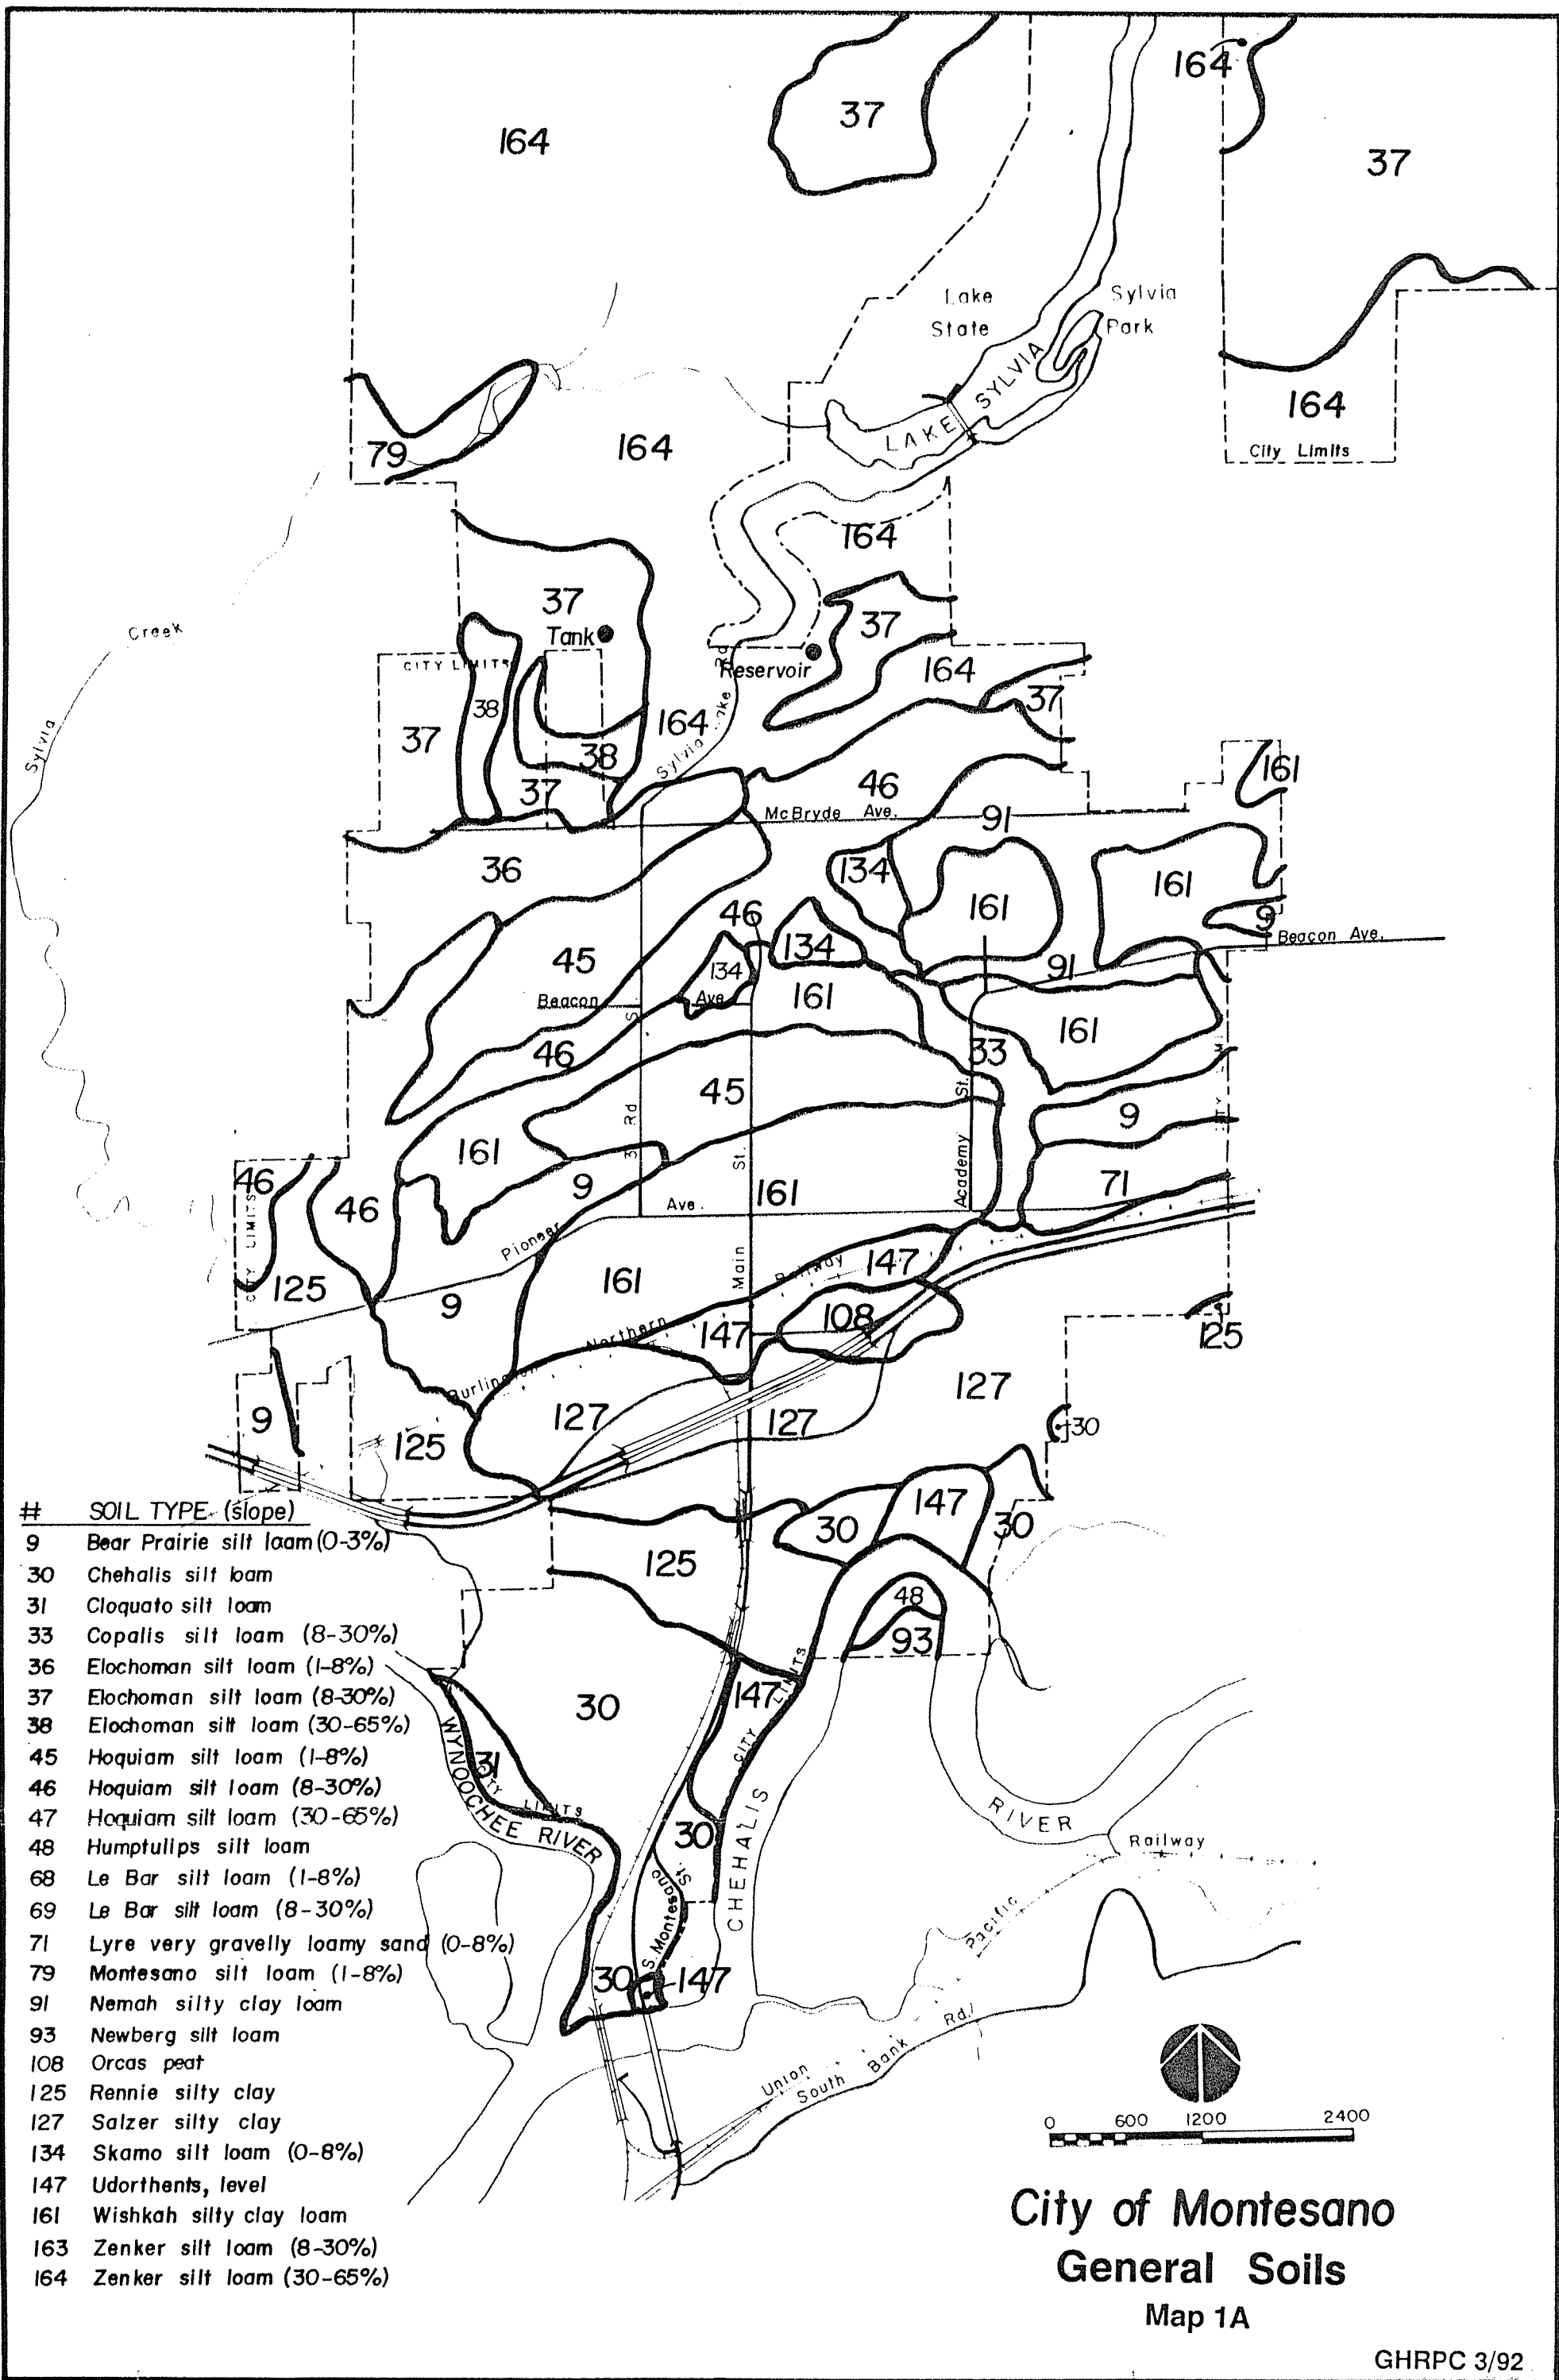 164
37
164
37
Lake
State
Sylvia
Park
LAKE SYLVIA
164
City Limits
79
164
164
37
Tank
37
Reservoir
164
37
Creek
Sylvia
CITY LIMITS
38
37
164
38
37
Sylvia
46
161
McBryde Ave.
91
36
134
161
161
9
46
134
Beacon Ave.
45
134
91
Beacon Ave
161
161
46
33
45
9
3 Rd S
St.
Academy St.
161
9
71
46
46
Ave.
161
CITY LIMITS
Pioneer
125
161
Main
Railway
147
9
108
Burlington Northern
147
125
127
9
127
127
30
125
147
30
30
125
48
93
30
147
CITY LIMITS
31
WYNOOCHEE RIVER
LIMITS
30
CHEHALIS
RIVER
Railway
S. Montesano St.
Pacific
30
147
Union
South Bank Rd.
# SOIL TYPE (slope)
9 Bear Prairie silt loam (0-3%)
30 Chehalis silt loam
31 Cloquato silt loam
33 Copalis silt loam (8-30%)
36 Elochoman silt loam (1-8%)
37 Elochoman silt loam (8-30%)
38 Elochoman silt loam (30-65%)
45 Hoquiam silt loam (1-8%)
46 Hoquiam silt loam (8-30%)
47 Hoquiam silt loam (30-65%)
48 Humptulips silt loam
68 Le Bar silt loam (1-8%)
69 Le Bar silt loam (8-30%)
71 Lyre very gravelly loamy sand (0-8%)
79 Montesano silt loam (1-8%)
91 Nemah silty clay loam
93 Newberg silt loam
108 Orcas peat
125 Rennie silty clay
127 Salzer silty clay
134 Skamo silt loam (0-8%)
147 Udorthents, level
161 Wishkah silty clay loam
163 Zenker silt loam (8-30%)
164 Zenker silt loam (30-65%)
0 600 1200 2400
City of Montesano
General Soils
Map 1A
GHRPC 3/92